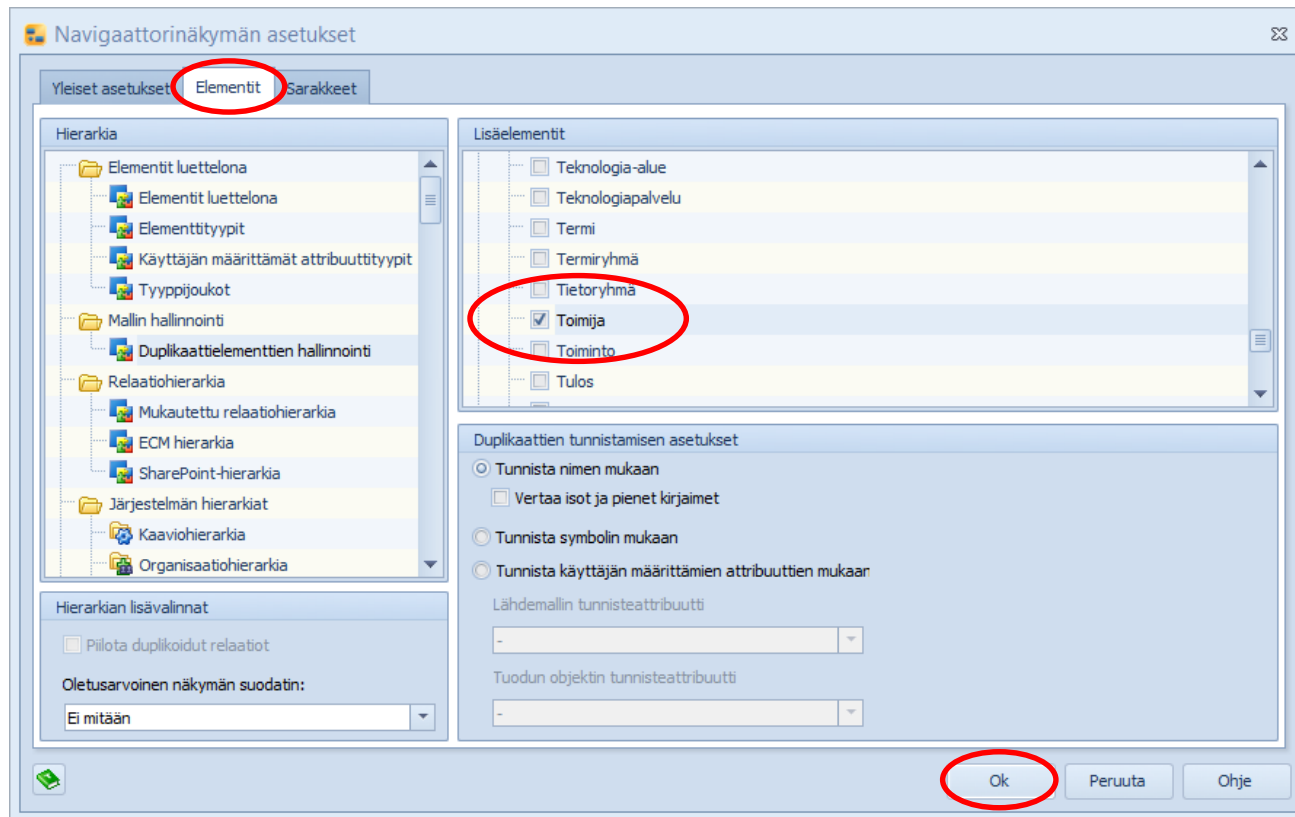 Navigaattorinäkymän asetukset
Yleiset asetukset Elementit Sarakkeet
Hierarkia
Elementit luettelona
Elementit luettelona
Elementtityypit
Käyttäjän määrittämät attribuuttityypit
Tyyppijoukot
Mallin hallinnointi
Duplikaattielementtien hallinnointi
Relaatiohierarkia
Mukautettu relaatiohierarkia
ECM hierarkia
SharePoint-hierarkia
Järjestelmän hierarkiat
Kaaviohierarkia
Organisaatiohierarkia
Hierarkian lisävalinnat
Piilota duplikoidut relaatiot
Oletusarvoinen näkymän suodatin:
Ei mitään
Lisäelementit
Teknologia-alue
Teknologiapalvelu
Termi
Termiryhmä
Tietoryhmä
Toimija
Toiminto
Tulos
Duplikaattien tunnistamisen asetukset
Tunnista nimen mukaan
Vertaa isot ja pienet kirjaimet
Tunnista symbolin mukaan
Tunnista käyttäjän määrittämien attribuuttien mukaan
Lähdemallin tunnisteattribuutti
-
Tuodun objektin tunnisteattribuutti
-
Ok Peruuta Ohje